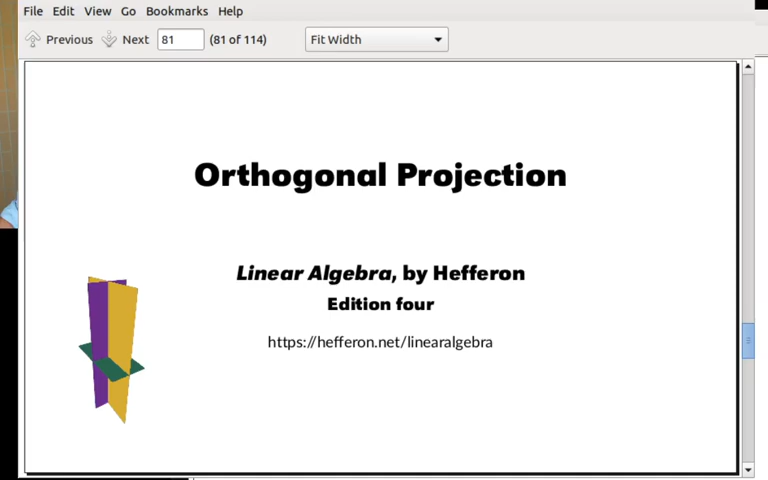 File Edit View Go Bookmarks Help
Previous Next 81 (81 of 114) Fit Width
Orthogonal Projection
Linear Algebra, by Hefferon
Edition four
https://hefferon.net/linearalgebra